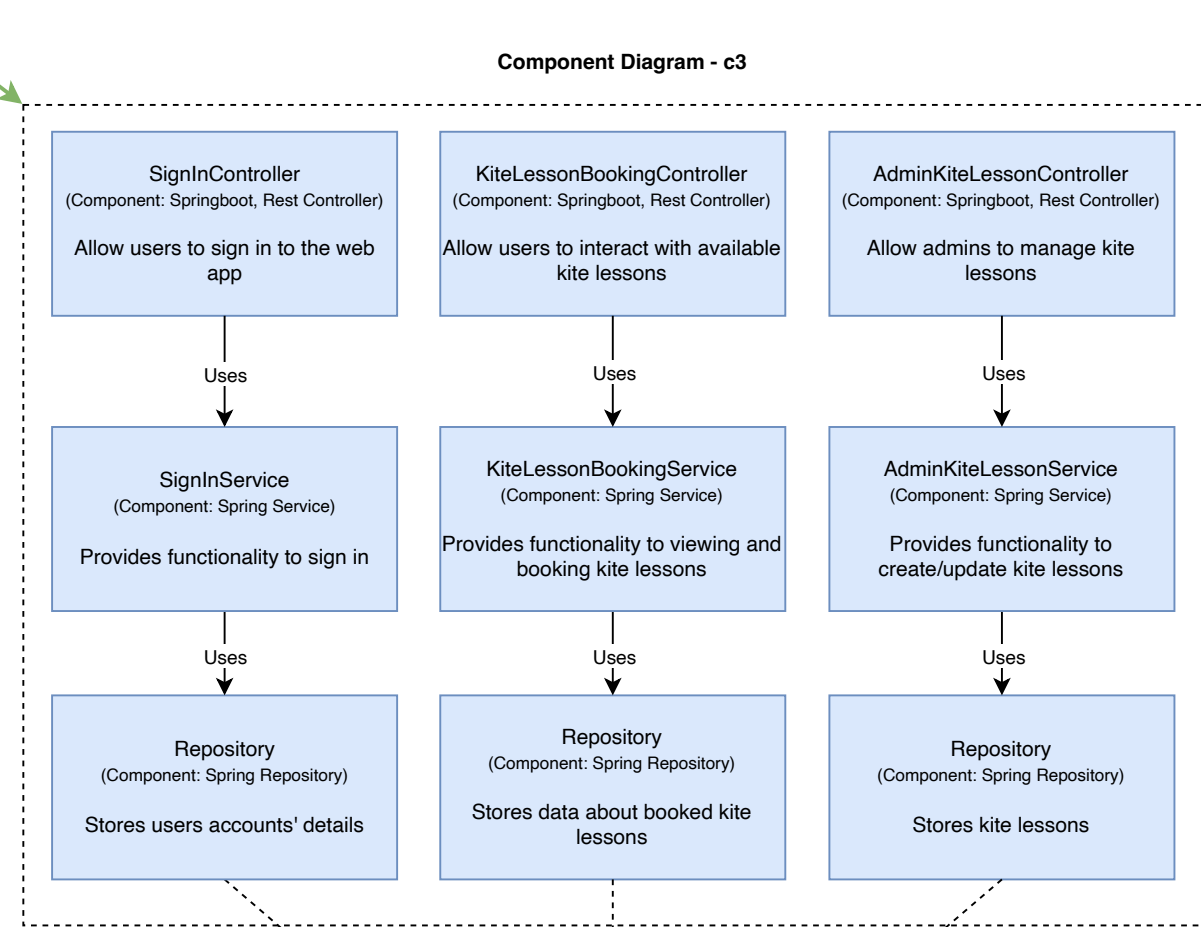 Component Diagram - c3
SignInController
(Component: Springboot, Rest Controller)
Allow users to sign in to the web
app
KiteLessonBookingController
(Component: Springboot, Rest Controller)
Allow users to interact with available
kite lessons
AdminKiteLessonController
(Component: Springboot, Rest Controller)
Allow admins to manage kite
lessons
Uses
Uses
Uses
SignInService
(Component: Spring Service)
Provides functionality to sign in
KiteLessonBookingService
(Component: Spring Service)
Provides functionality to viewing and
booking kite lessons
AdminKiteLessonService
(Component: Spring Service)
Provides functionality to
create/update kite lessons
Uses
Uses
Uses
Repository
(Component: Spring Repository)
Stores users accounts' details
Repository
(Component: Spring Repository)
Stores data about booked kite
lessons
Repository
(Component: Spring Repository)
Stores kite lessons